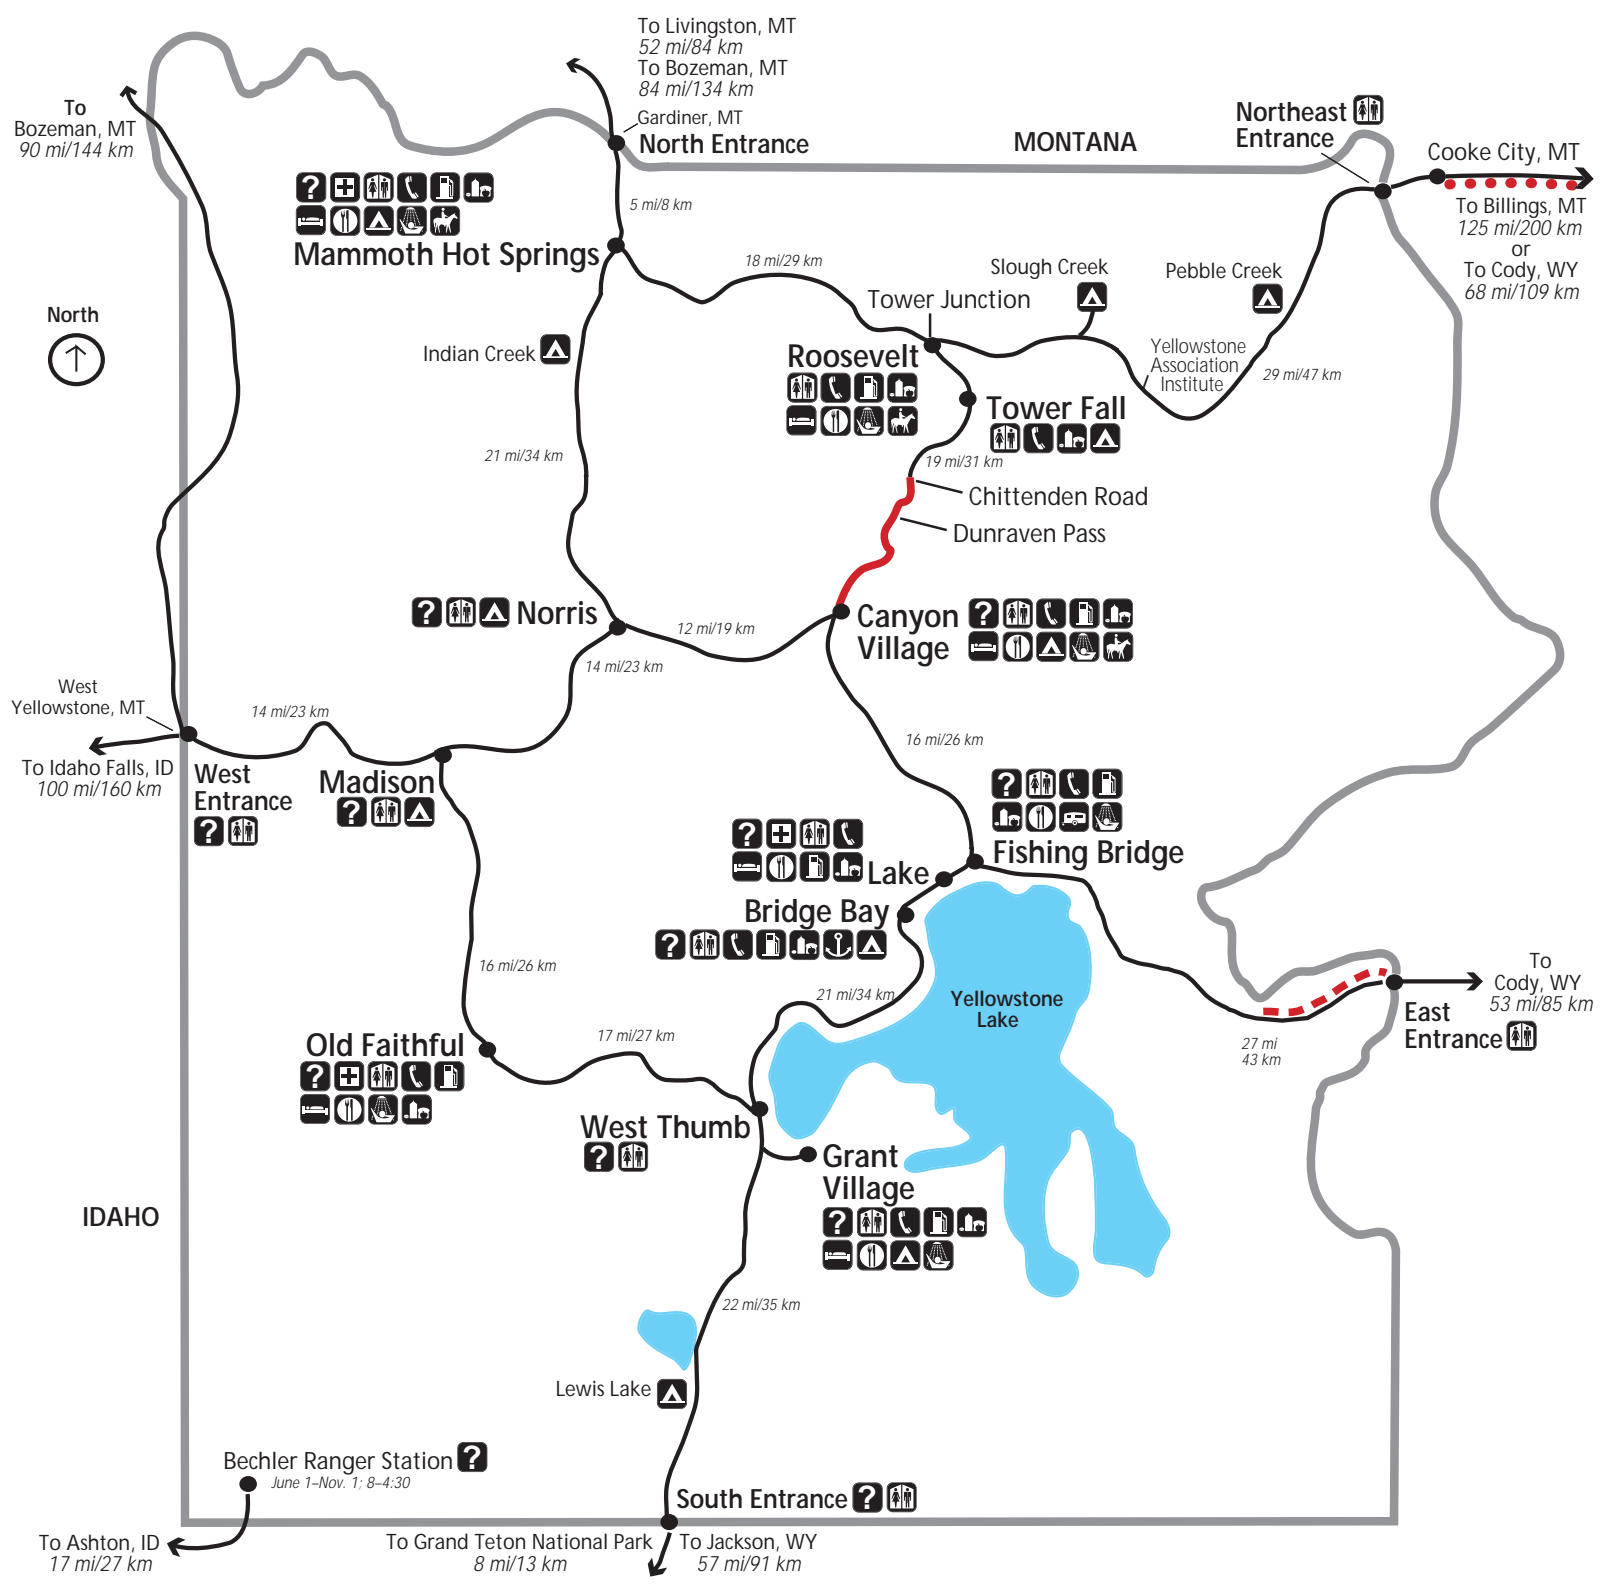 To Livingston, MT
52 mi/84 km
To Bozeman, MT
84 mi/134 km
Gardiner, MT
North Entrance
To
Bozeman, MT
90 mi/144 km
MONTANA
Northeast
Entrance
Cooke City, MT
To Billings, MT
125 mi/200 km
or
To Cody, WY
68 mi/109 km
?
5 mi/8 km
Mammoth Hot Springs
18 mi/29 km
Slough Creek
Pebble Creek
Tower Junction
North
Indian Creek
Roosevelt
Yellowstone
Association
Institute
29 mi/47 km
Tower Fall
21 mi/34 km
19 mi/31 km
Chittenden Road
Dunraven Pass
? Norris
12 mi/19 km
Canyon
Village
?
14 mi/23 km
West
Yellowstone, MT
14 mi/23 km
16 mi/26 km
To Idaho Falls, ID
100 mi/160 km
West
Entrance
?
Madison
?
?
Fishing Bridge
?
Lake
Bridge Bay
?
16 mi/26 km
21 mi/34 km
Yellowstone
Lake
To
Cody, WY
53 mi/85 km
East
Entrance
27 mi
43 km
Old Faithful
?
17 mi/27 km
West Thumb
?
Grant
Village
?
IDAHO
22 mi/35 km
Lewis Lake
Bechler Ranger Station ?
June 1–Nov. 1; 8–4:30
South Entrance ?
To Ashton, ID
17 mi/27 km
To Grand Teton National Park
8 mi/13 km
To Jackson, WY
57 mi/91 km